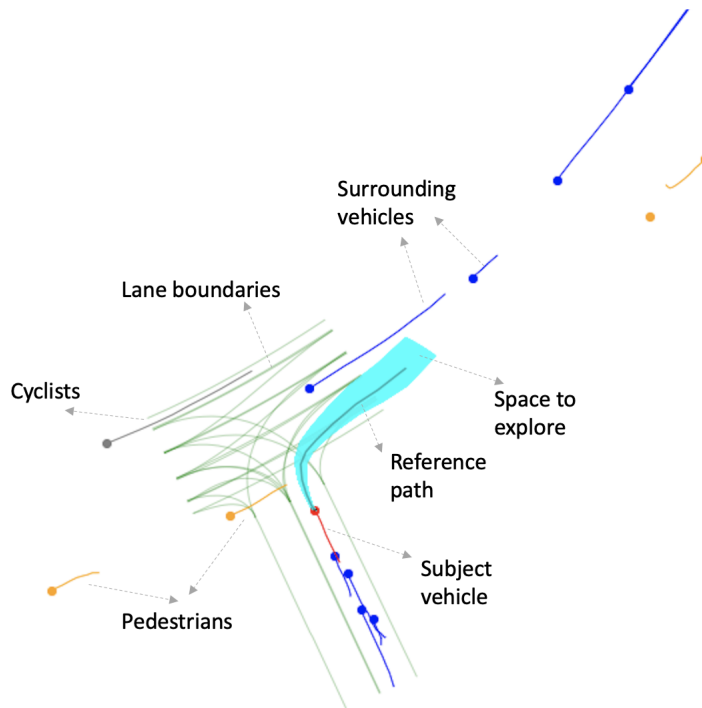 Surrounding
vehicles
Lane boundaries
Cyclists
Space to
explore
Reference
path
Subject
vehicle
Pedestrians